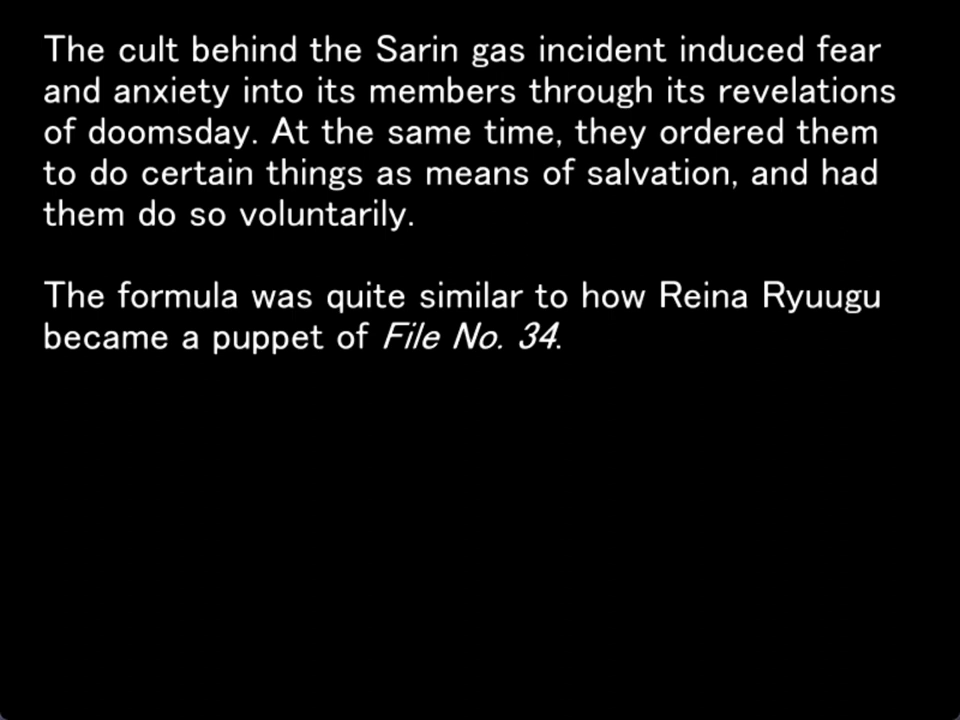 The cult behind the Sarin gas incident induced fear
and anxiety into its members through its revelations
of doomsday. At the same time, they ordered them
to do certain things as means of salvation, and had
them do so voluntarily.
The formula was quite similar to how Reina Ryuugu
became a puppet of File No. 34.